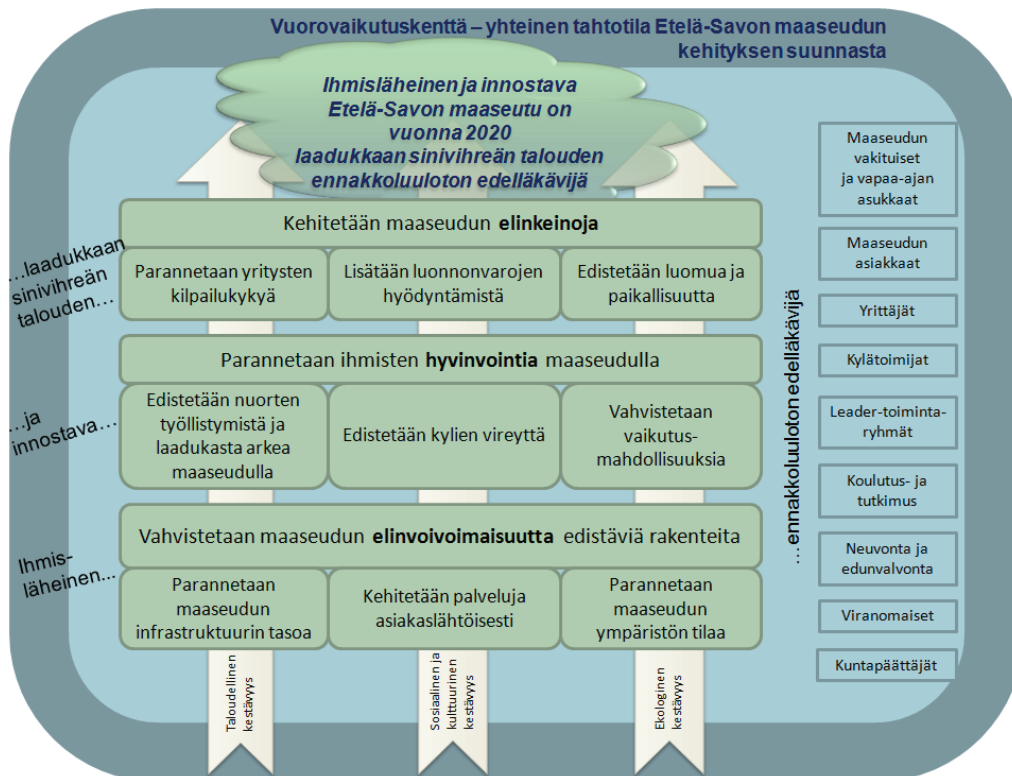 Vuorovaikutuskenttä – yhteinen tahtotila Etelä-Savon maaseudun
kehityksen suunnasta
Ihmisläheinen ja innostava
Etelä-Savon maaseutu on
vuonna 2020
laadukkaan sinivihreän talouden
ennakkoluuloton edelläkävijä
…laadukkaan
sinivihreän
talouden…
Kehitetään maaseudun elinkeinoja
Parannetaan yritysten
kilpailukykyä
Lisätään luonnonvarojen
hyödyntämistä
Edistetään luomua ja
paikallisuutta
…ja
innostava…
Parannetaan ihmisten hyvinvointia maaseudulla
Edistetään nuorten
työllistymistä ja
laadukasta arkea
maaseudulla
Edistetään kylien vireyttä
Vahvistetaan
vaikutus-
mahdollisuuksia
Ihmis-
läheinen…
Vahvistetaan maaseudun elinvoivoimaisuutta edistäviä rakenteita
Parannetaan
maaseudun
infrastruktuurin tasoa
Kehitetään palveluja
asiakaslähtöisesti
Parannetaan
maaseudun
ympäristön tilaa
Taloudellinen
kestävyys
Sosiaalinen ja
kulttuurinen
kestävyys
Ekologinen
kestävyys
…ennakkoluuloton edelläkävijä
Maaseudun
vakituiset
ja vapaa-ajan
asukkaat
Maaseudun
asiakkaat
Yrittäjät
Kylätoimijat
Leader-toiminta-
ryhmät
Koulutus- ja
tutkimus
Neuvonta ja
edunvalvonta
Viranomaiset
Kuntapäättäjät